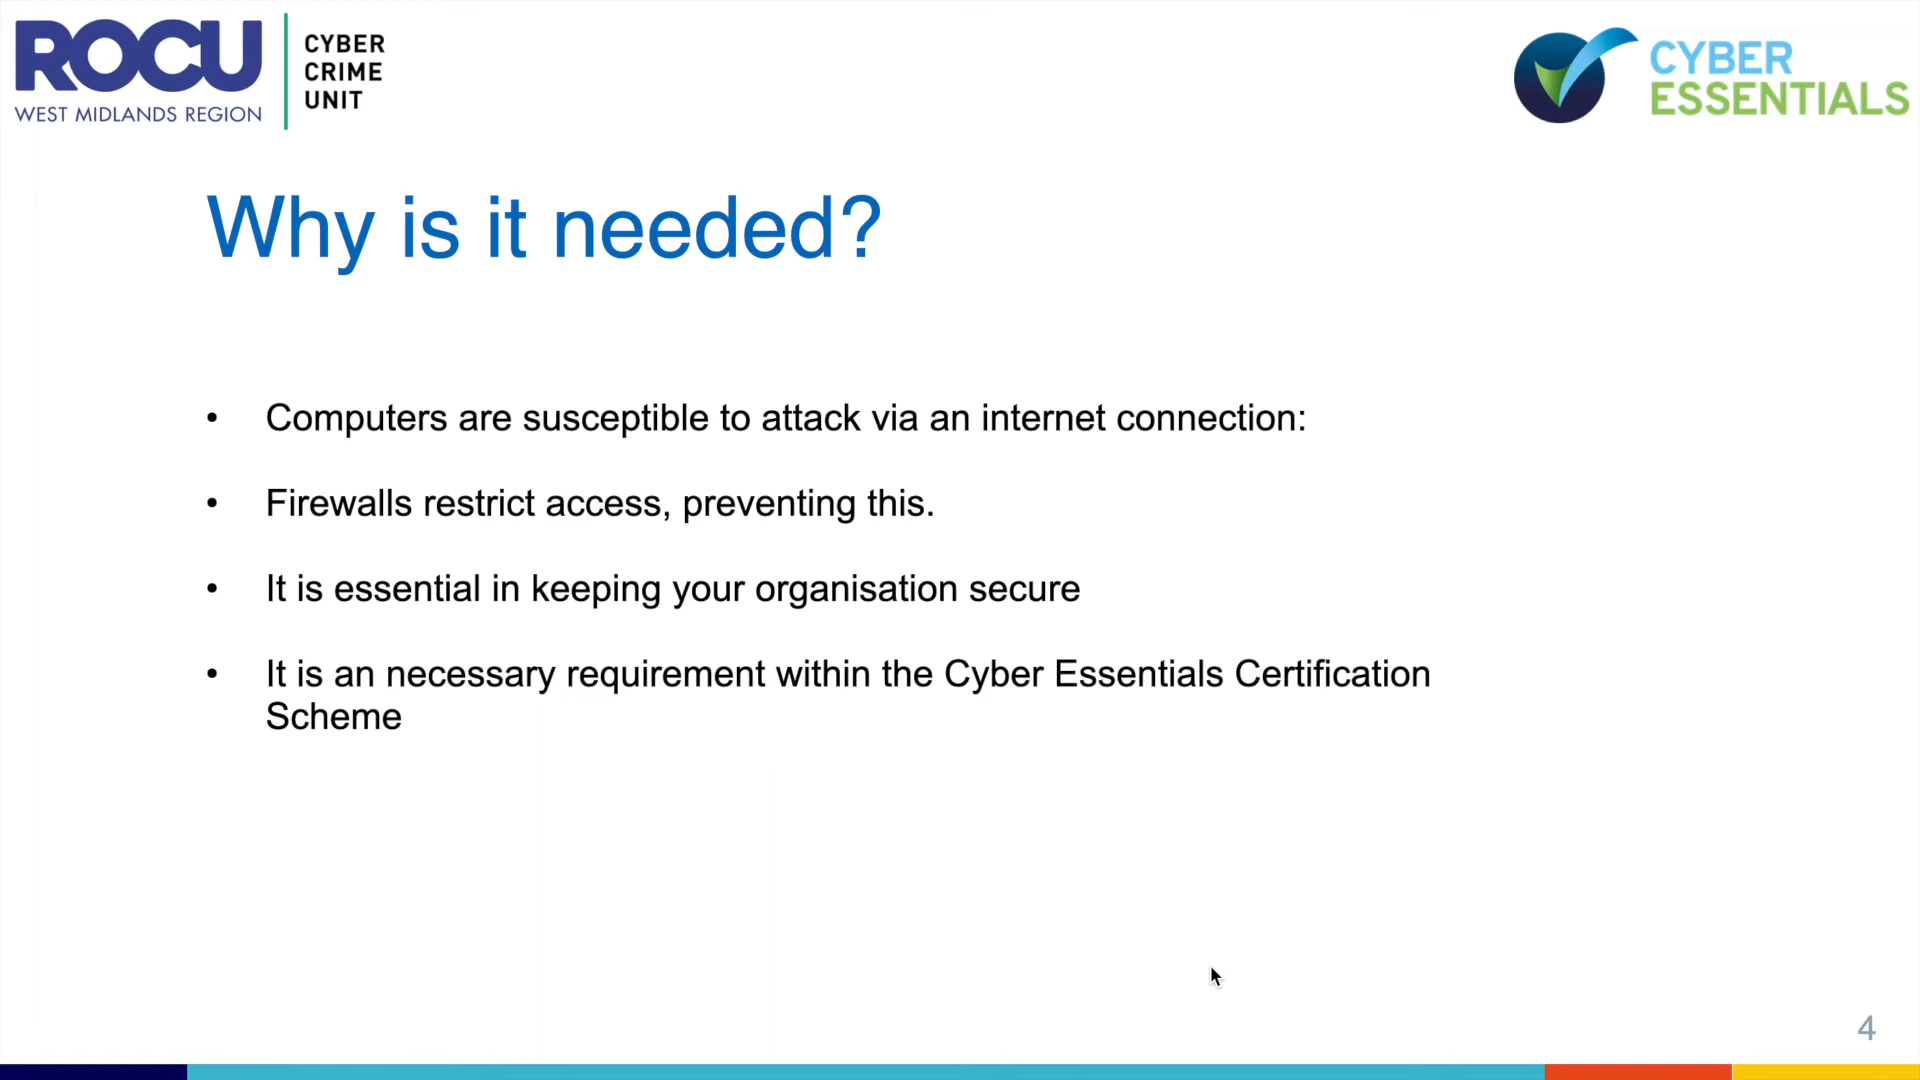 ROCU
WEST MIDLANDS REGION
CYBER
CRIME
UNIT
CYBER
ESSENTIALS
Why is it needed?
• Computers are susceptible to attack via an internet connection:
• Firewalls restrict access, preventing this.
• It is essential in keeping your organisation secure
• It is an necessary requirement within the Cyber Essentials Certification
Scheme
4